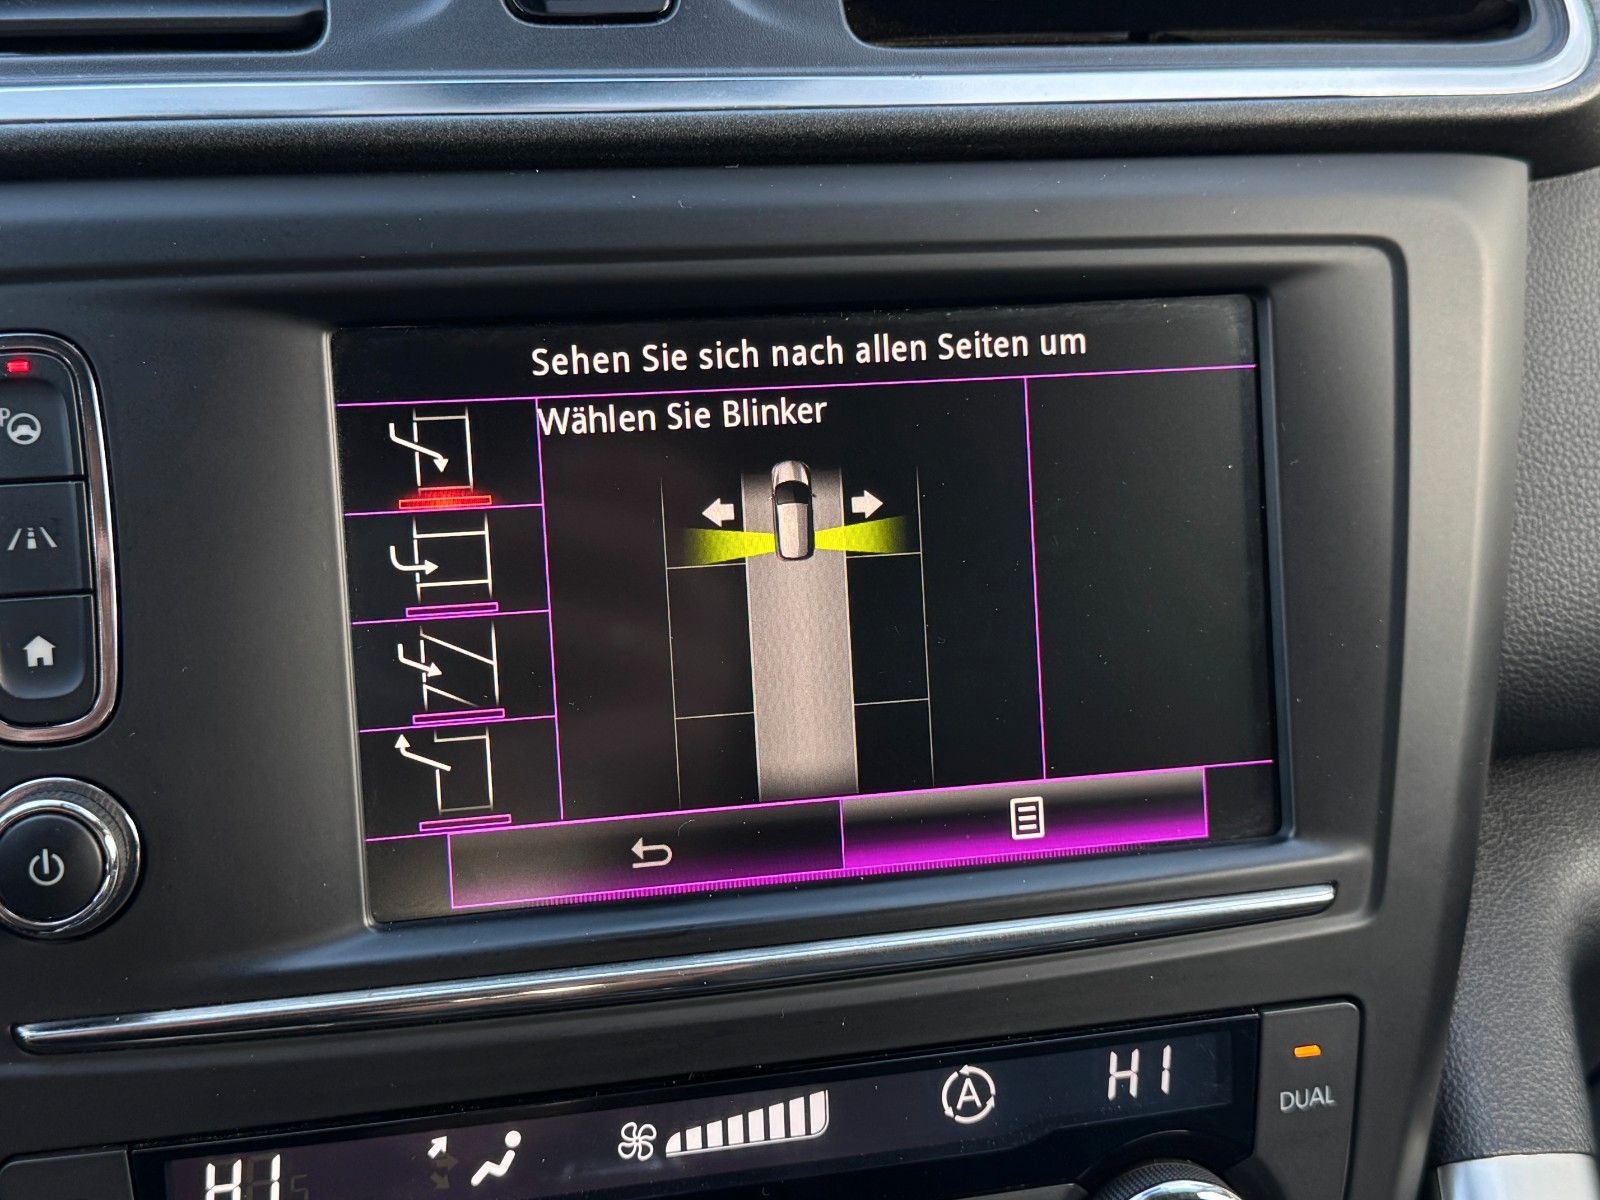 Sehen Sie sich nach allen Seiten um
Wählen Sie Blinker
P
A
HI
DUAL
HI